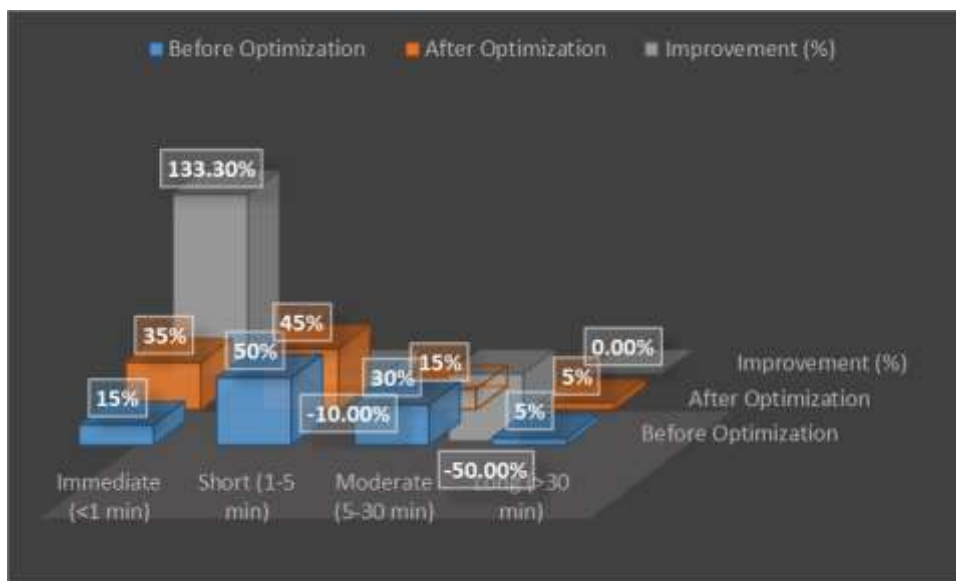 Before Optimization After Optimization Improvement (%)
133.30%
35%
45%
50%
15%
0.00%
30%
15%
5%
-10.00%
5%
-50.00%
Improvement (%)
After Optimization
Before Optimization
Immediate
(<1 min)
Short (1-5
min)
Moderate
(5-30 min)
Long (>30
min)